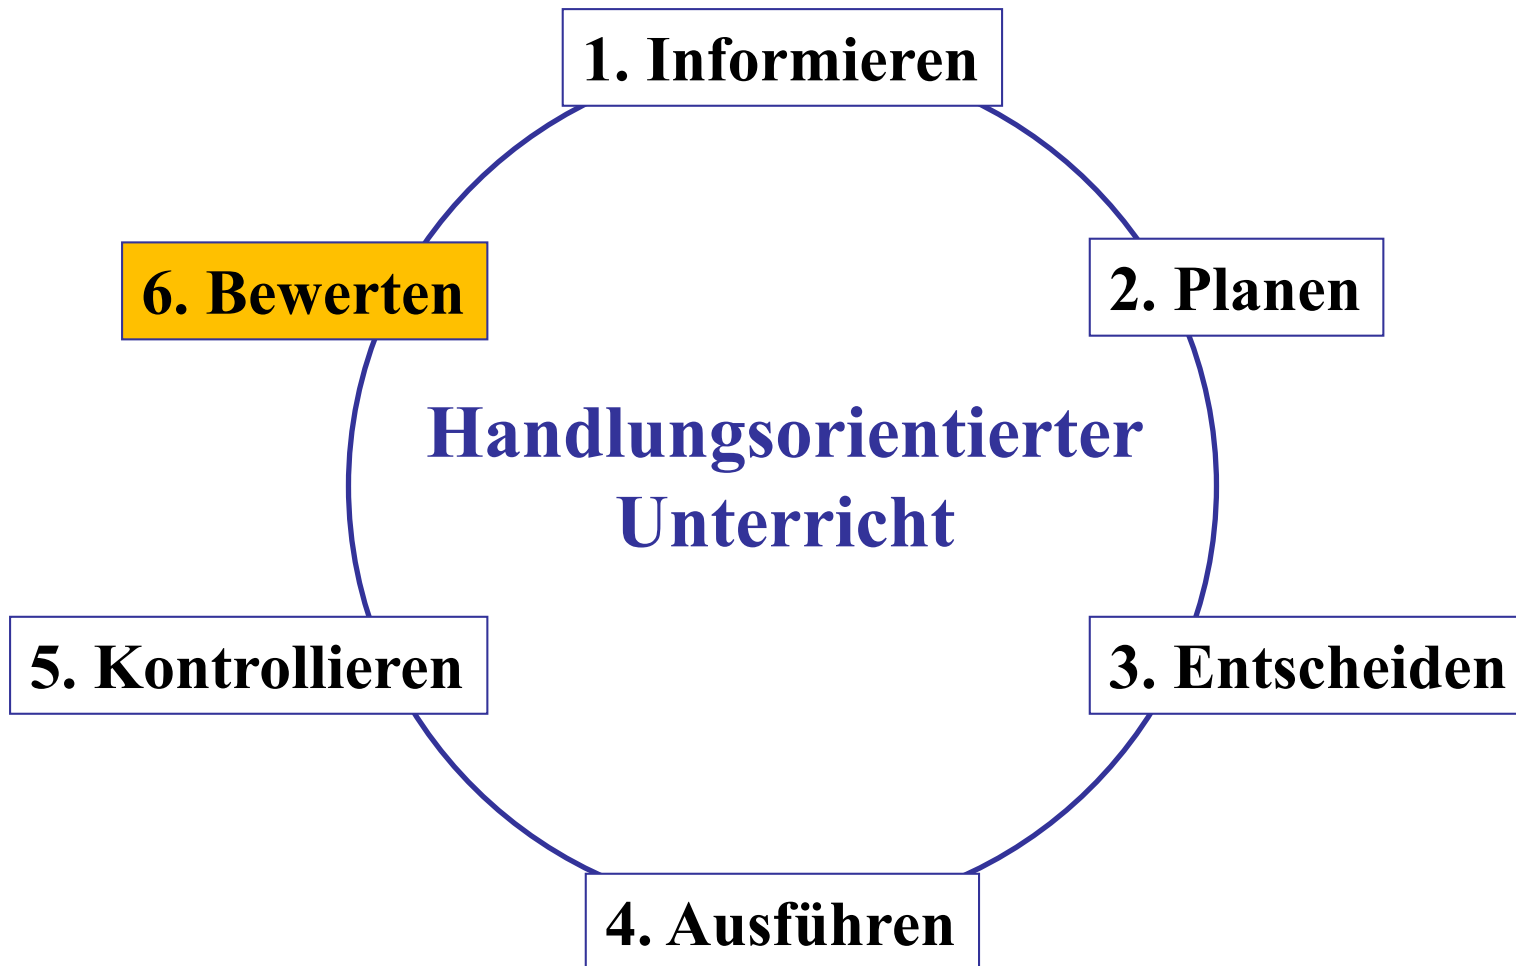 1. Informieren
2. Planen
3. Entscheiden
4. Ausführen
5. Kontrollieren
6. Bewerten
Handlungsorientierter
Unterricht